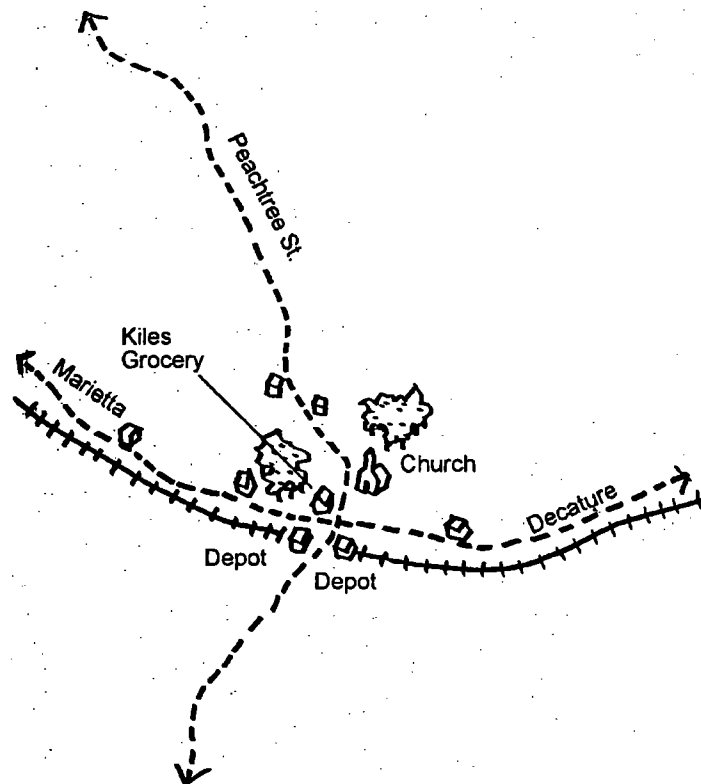 Peachtree St.
Kiles
Grocery
Marietta
Church
Decature
Depot
Depot